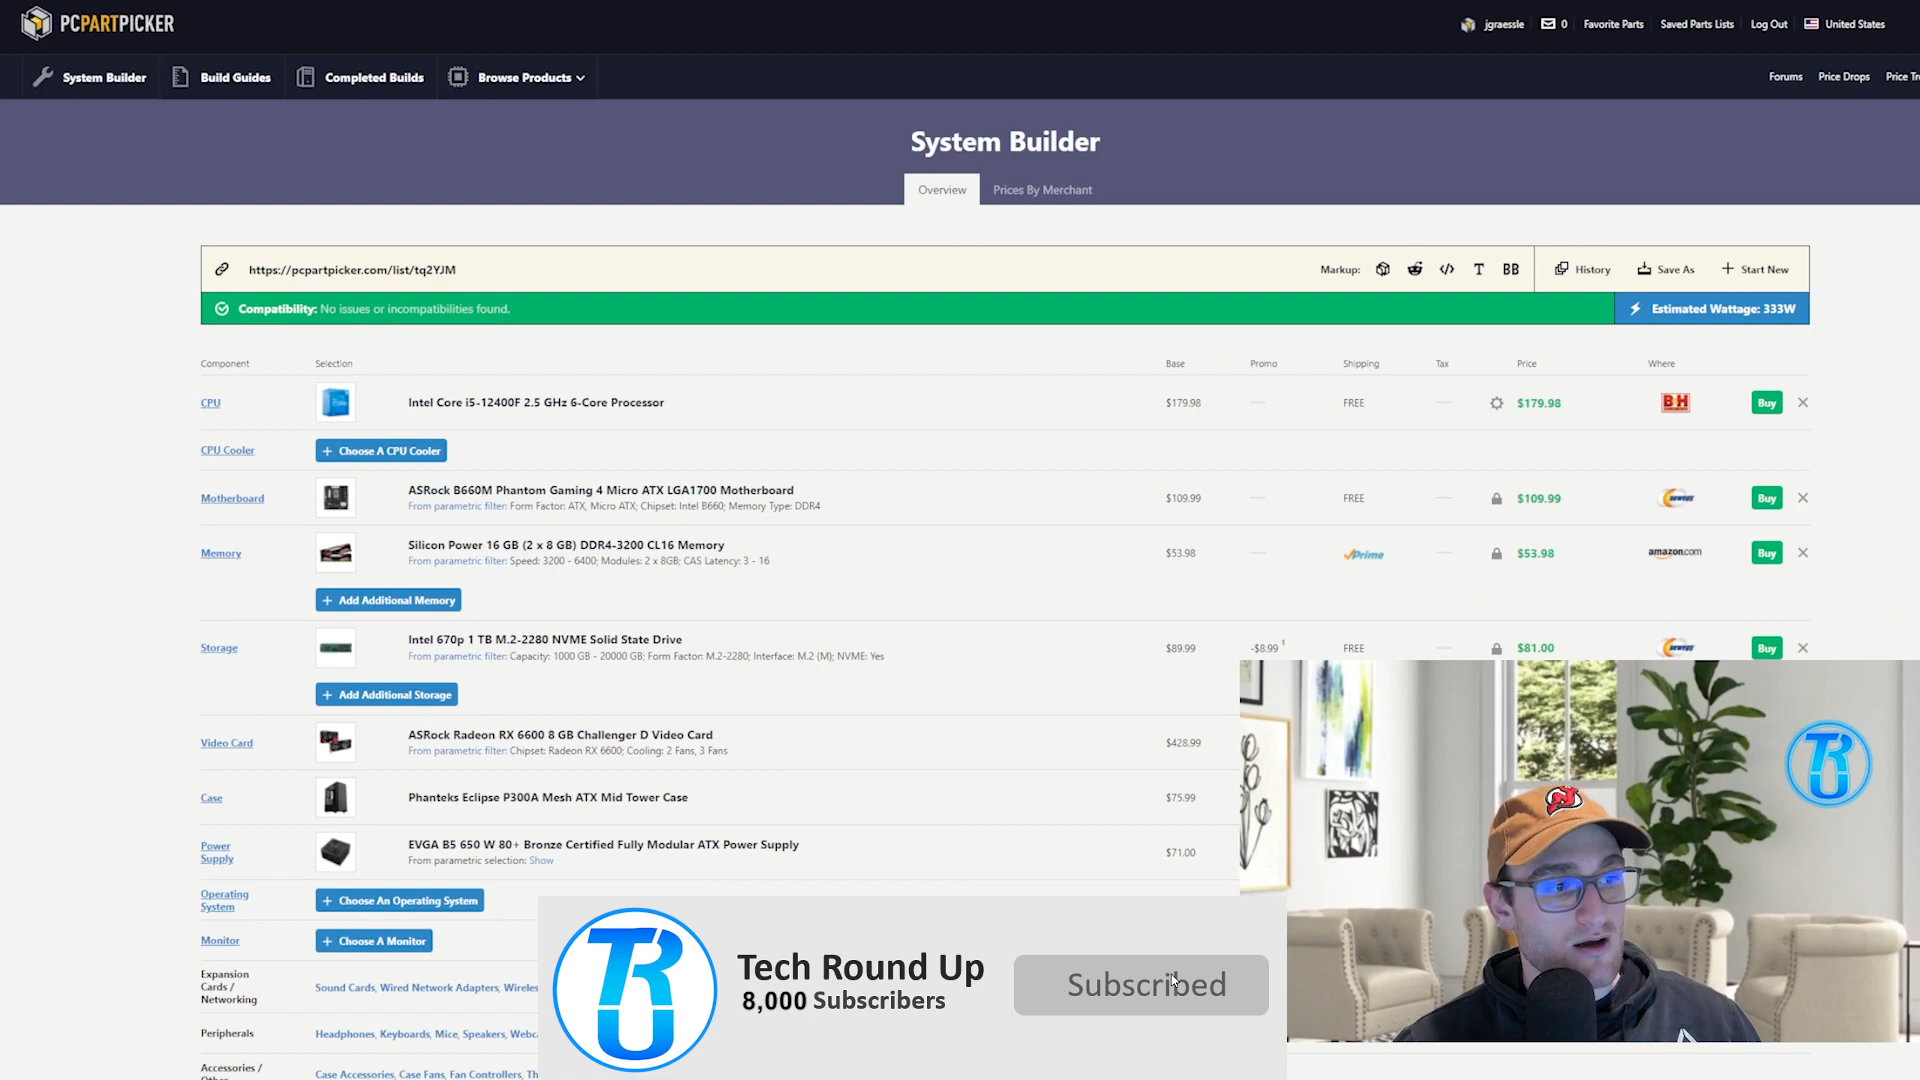 PCPARTPICKER
jgraessle
0
Favorite Parts
Saved Parts Lists
Log Out
United States
System Builder
Build Guides
Completed Builds
Browse Products
Forums
Price Drops
Price Tr
System Builder
Overview
Prices By Merchant
https://pcpartpicker.com/list/tq2YJM
Markup:
T
BB
History
Save As
+ Start New
Compatibility: No issues or incompatibilities found.
Estimated Wattage: 333W
Component
Selection
Base
Promo
Shipping
Tax
Price
Where
CPU
Intel Core i5-12400F 2.5 GHz 6-Core Processor
$179.98
—
FREE
—
$179.98
B&H
Buy
CPU Cooler
+ Choose A CPU Cooler
Motherboard
ASRock B660M Phantom Gaming 4 Micro ATX LGA1700 Motherboard
From parametric filter: Form Factor: ATX, Micro ATX; Chipset: Intel B660; Memory Type: DDR4
$109.99
—
FREE
—
$109.99
newegg
Buy
Memory
Silicon Power 16 GB (2 x 8 GB) DDR4-3200 CL16 Memory
From parametric filter: Speed: 3200 - 6400; Modules: 2 x 8GB; CAS Latency: 3 - 16
$53.98
—
Prime
—
$53.98
amazon.com
Buy
+ Add Additional Memory
Storage
Intel 670p 1 TB M.2-2280 NVME Solid State Drive
From parametric filter: Capacity: 1000 GB - 20000 GB; Form Factor: M.2-2280; Interface: M.2 (M); NVME: Yes
$89.99
-$8.99 1
FREE
—
$81.00
newegg
Buy
+ Add Additional Storage
Video Card
ASRock Radeon RX 6600 8 GB Challenger D Video Card
From parametric filter: Chipset: Radeon RX 6600; Cooling: 2 Fans, 3 Fans
$428.99
Case
Phanteks Eclipse P300A Mesh ATX Mid Tower Case
$75.99
Power
Supply
EVGA B5 650 W 80+ Bronze Certified Fully Modular ATX Power Supply
From parametric selection: Show
$71.00
Operating
System
+ Choose An Operating System
Monitor
+ Choose A Monitor
Expansion
Cards /
Networking
Sound Cards, Wired Network Adapters, Wireles
Peripherals
Headphones, Keyboards, Mice, Speakers, Webc
Accessories /
Other
Case Accessories, Case Fans, Fan Controllers, Th
TRU
Tech Round Up
8,000 Subscribers
Subscribed
TRU
NJ